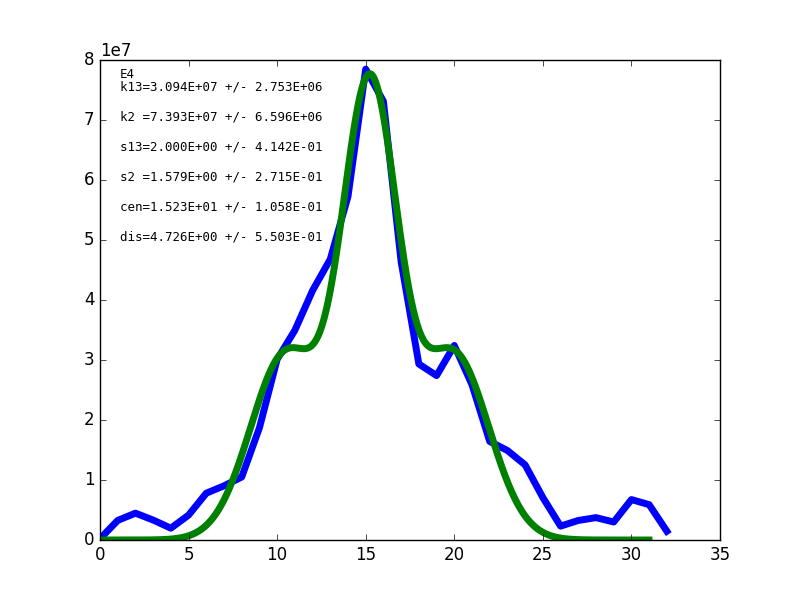 1e7
8
7
6
5
4
3
2
1
0
E4
k13=3.094E+07 +/- 2.753E+06
k2 =7.393E+07 +/- 6.596E+06
s13=2.000E+00 +/- 4.142E-01
s2 =1.579E+00 +/- 2.715E-01
cen=1.523E+01 +/- 1.058E-01
dis=4.726E+00 +/- 5.503E-01
0 5 10 15 20 25 30 35